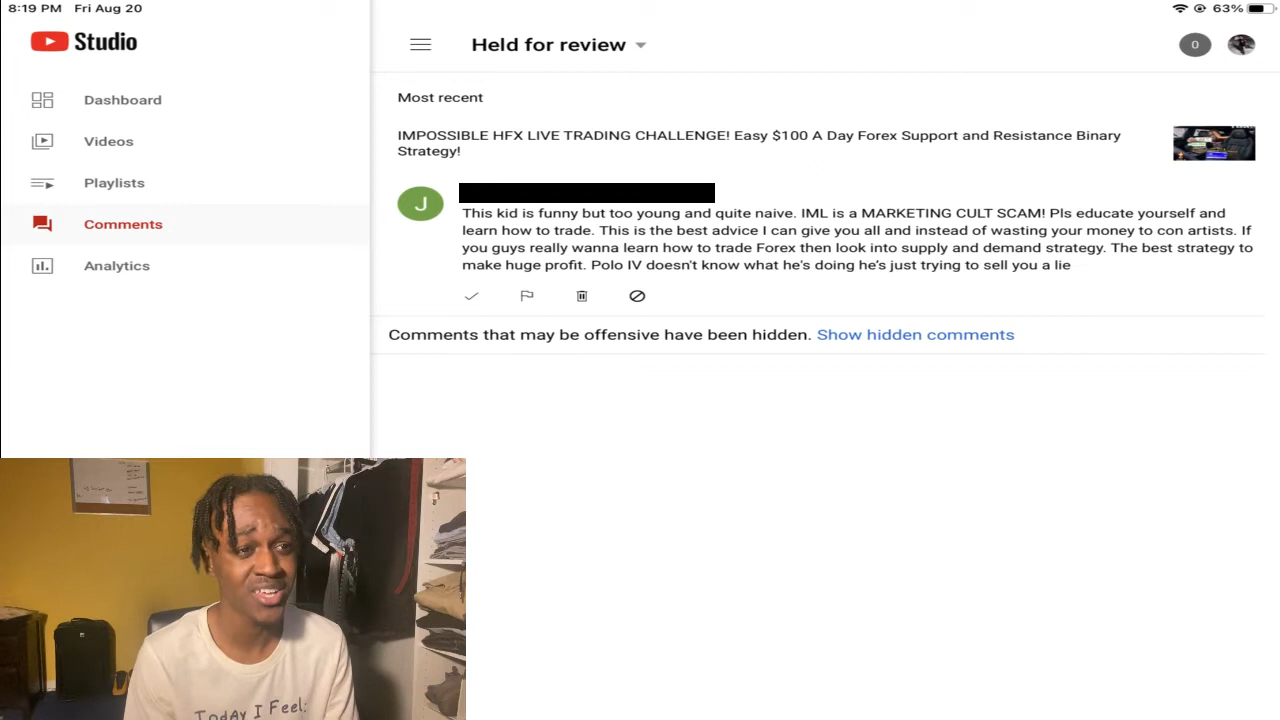 8:19 PM Fri Aug 20
63%
Studio
Dashboard
Videos
Playlists
Comments
Analytics
Held for review
0
Most recent
IMPOSSIBLE HFX LIVE TRADING CHALLENGE! Easy $100 A Day Forex Support and Resistance Binary
Strategy!
J
This kid is funny but too young and quite naive. IML is a MARKETING CULT SCAM! Pls educate yourself and
learn how to trade. This is the best advice I can give you all and instead of wasting your money to con artists. If
you guys really wanna learn how to trade Forex then look into supply and demand strategy. The best strategy to
make huge profit. Polo IV doesn't know what he's doing he's just trying to sell you a lie
Comments that may be offensive have been hidden. Show hidden comments
Today I Feel: